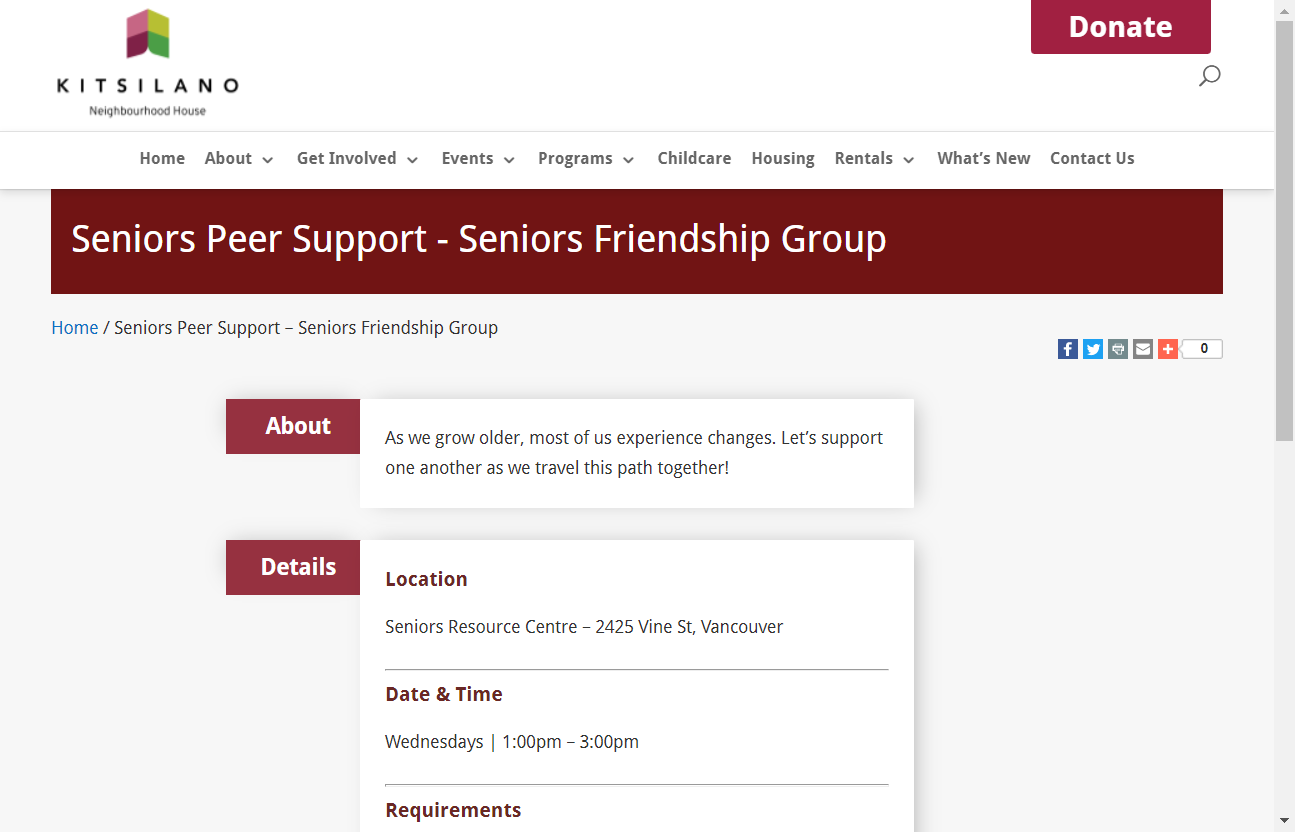 Donate
KITSILANO
Neighbourhood House
Home About Get Involved Events Programs Childcare Housing Rentals What's New Contact Us
Seniors Peer Support - Seniors Friendship Group
Home / Seniors Peer Support – Seniors Friendship Group
0
About
As we grow older, most of us experience changes. Let's support
one another as we travel this path together!
Details
Location
Seniors Resource Centre – 2425 Vine St, Vancouver
Date & Time
Wednesdays | 1:00pm – 3:00pm
Requirements